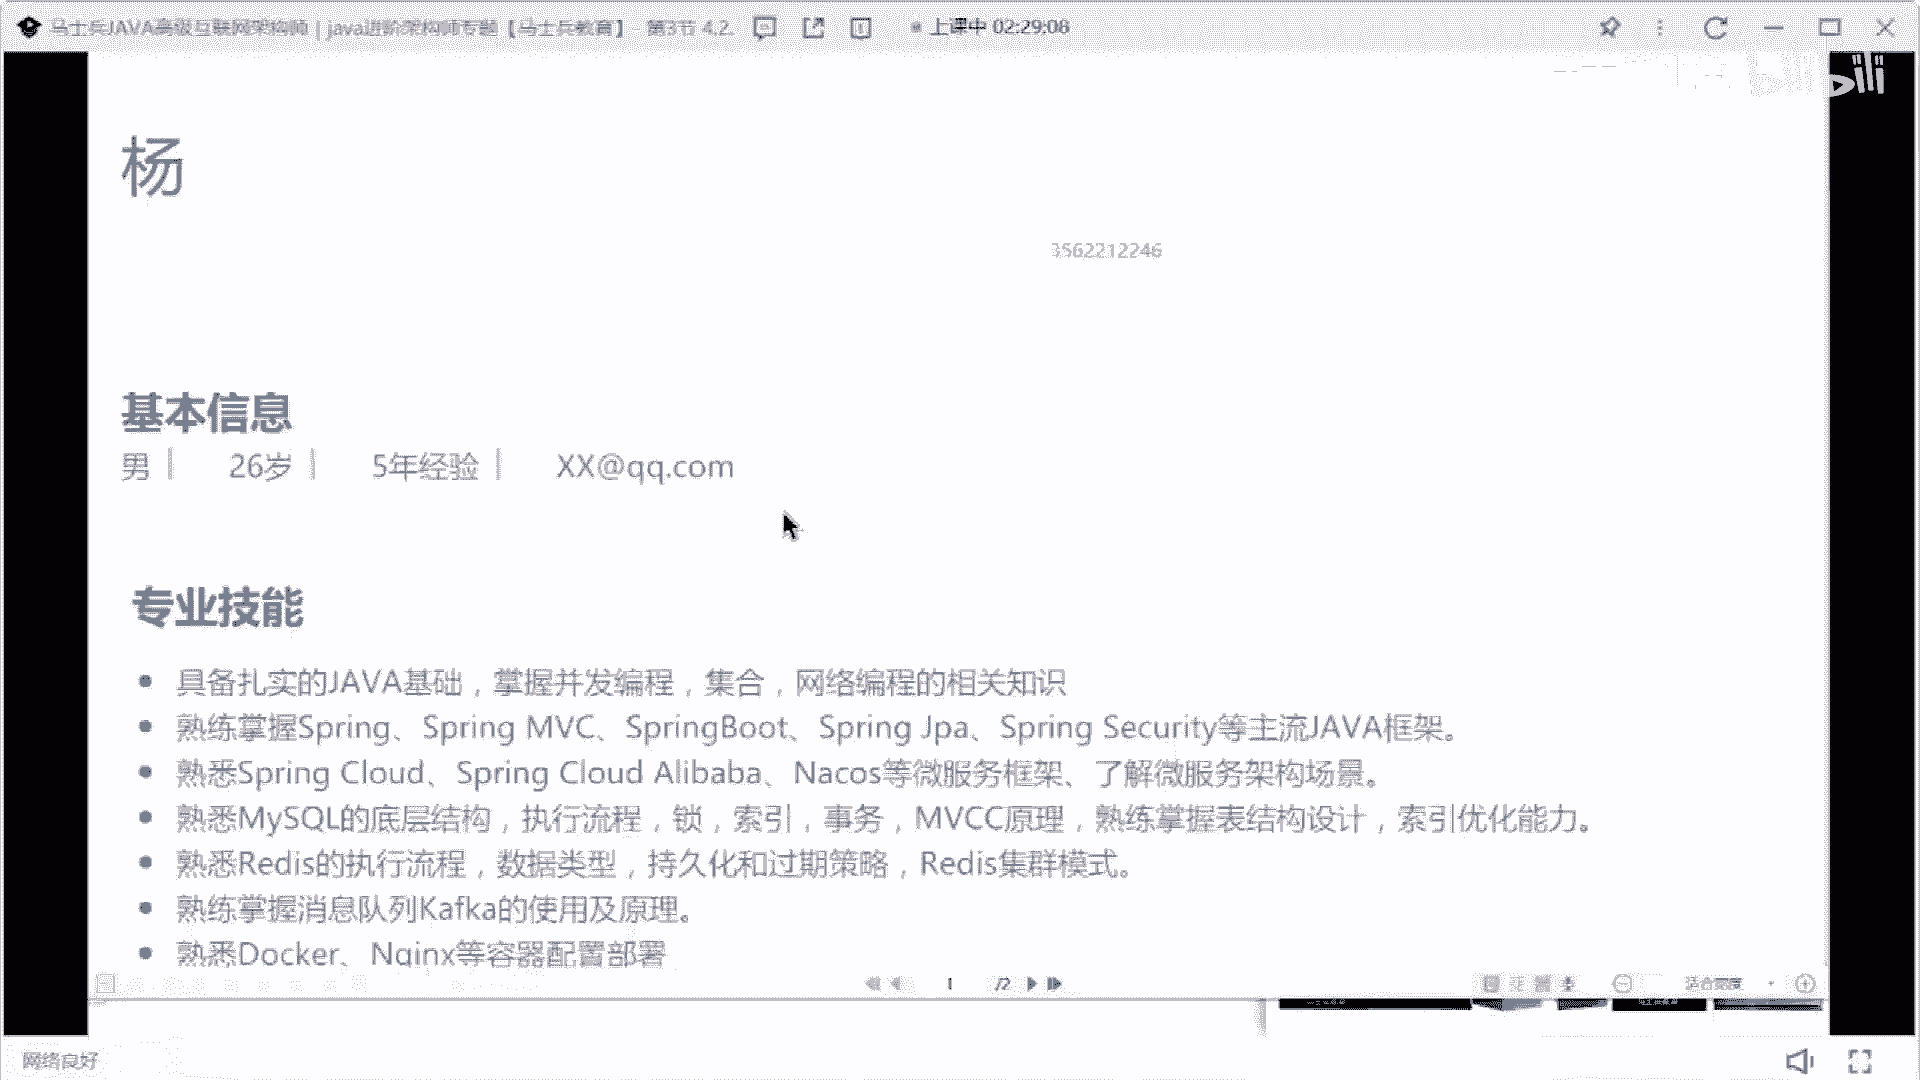 马士兵JAVA高级互联网架构师 | java进阶架构师专题【马士兵教育】 - 第3节 4.2.
上课中 02:29:08
杨
3562212246
基本信息
男 | 26岁 | 5年经验 | XX@qq.com
专业技能
具备扎实的JAVA基础，掌握并发编程，集合，网络编程的相关知识
熟练掌握Spring、Spring MVC、SpringBoot、Spring Jpa、Spring Security等主流JAVA框架。
熟悉Spring Cloud、Spring Cloud Alibaba、Nacos等微服务框架、了解微服务架构场景。
熟悉MySQL的底层结构，执行流程，锁，索引，事务，MVCC原理，熟练掌握表结构设计，索引优化能力。
熟悉Redis的执行流程，数据类型，持久化和过期策略，Redis集群模式。
熟练掌握消息队列Kafka的使用及原理。
熟悉Docker、Nginx等容器配置部署
1 /2 适合宽度
网络良好